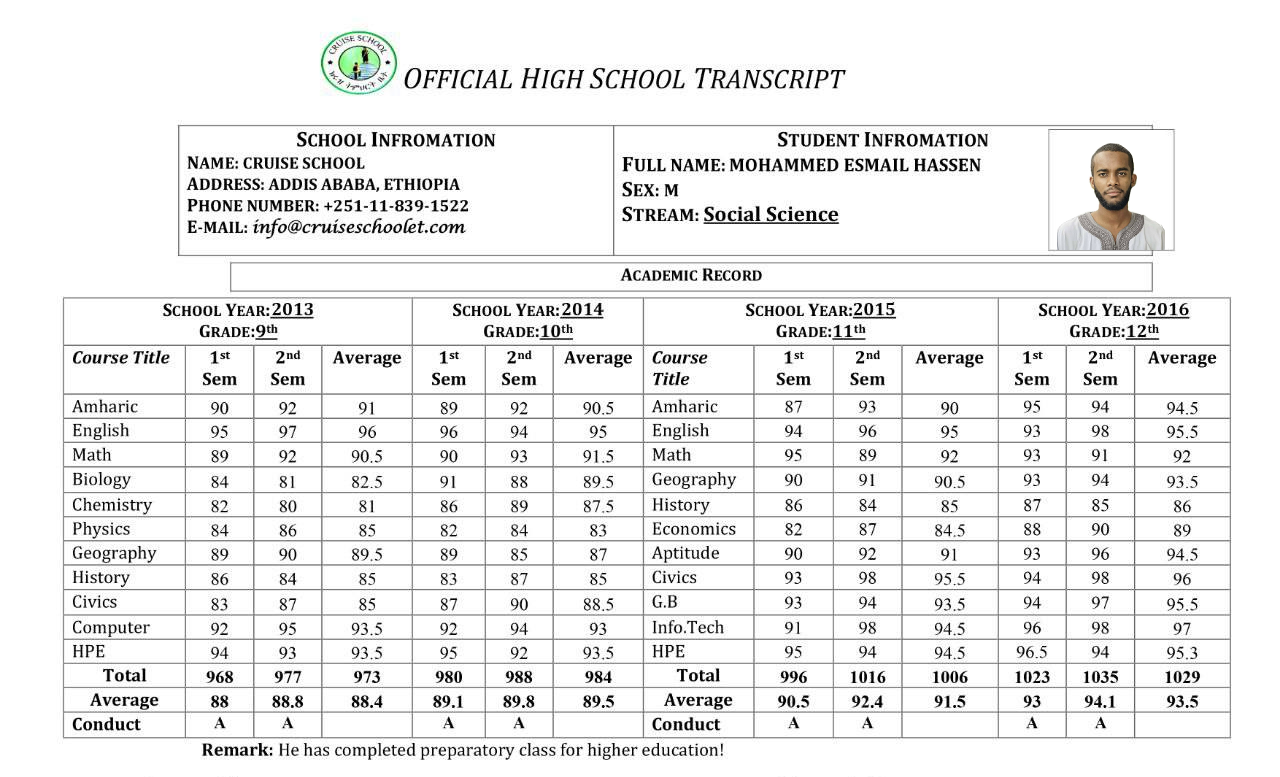 CRUISE SCHOOL
OFFICIAL HIGH SCHOOL TRANSCRIPT
SCHOOL INFROMATION
NAME: CRUISE SCHOOL
ADDRESS: ADDIS ABABA, ETHIOPIA
PHONE NUMBER: +251-11-839-1522
E-MAIL: info@cruiseschoolet.com
STUDENT INFROMATION
FULL NAME: MOHAMMED ESMAIL HASSEN
SEX: M
STREAM: Social Science
ACADEMIC RECORD
SCHOOL YEAR:2013 SCHOOL YEAR:2014 SCHOOL YEAR:2015 SCHOOL YEAR:2016
GRADE:9th GRADE:10th GRADE:11th GRADE:12th
Course Title 1st Sem 2nd Sem Average 1st Sem 2nd Sem Average Course Title 1st Sem 2nd Sem Average 1st Sem 2nd Sem Average
Amharic 90 92 91 89 92 90.5 Amharic 87 93 90 95 94 94.5
English 95 97 96 96 94 95 English 94 96 95 93 98 95.5
Math 89 92 90.5 90 93 91.5 Math 95 89 92 93 91 92
Biology 84 81 82.5 91 88 89.5 Geography 90 91 90.5 93 94 93.5
Chemistry 82 80 81 86 89 87.5 History 86 84 85 87 85 86
Physics 84 86 85 82 84 83 Economics 82 87 84.5 88 90 89
Geography 89 90 89.5 89 85 87 Aptitude 90 92 91 93 96 94.5
History 86 84 85 83 87 85 Civics 93 98 95.5 94 98 96
Civics 83 87 85 87 90 88.5 G.B 93 94 93.5 94 97 95.5
Computer 92 95 93.5 92 94 93 Info.Tech 91 98 94.5 96 98 97
HPE 94 93 93.5 95 92 93.5 HPE 95 94 94.5 96.5 94 95.3
Total 968 977 973 980 988 984 Total 996 1016 1006 1023 1035 1029
Average 88 88.8 88.4 89.1 89.8 89.5 Average 90.5 92.4 91.5 93 94.1 93.5
Conduct A A A A Conduct A A A A
Remark: He has completed preparatory class for higher education!